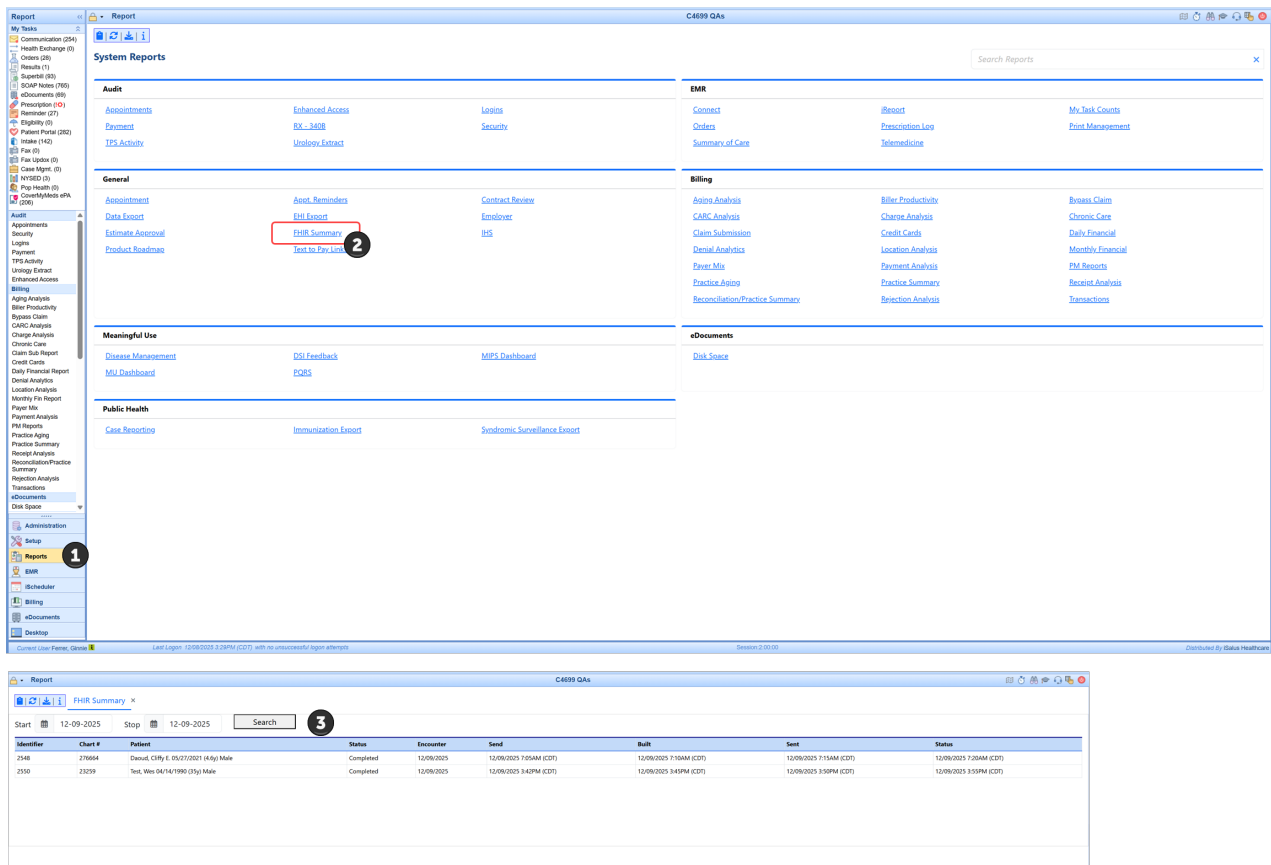 Report
Report
C4699 QAs
My Tasks
Communication (254)
Health Exchange (0)
Orders (28)
Results (1)
Superbill (93)
SOAP Notes (765)
eDocuments (69)
Prescription (!0)
Reminder (27)
Eligibility (0)
Patient Portal (282)
Intake (142)
Fax (0)
Fax Updox (0)
Case Mgmt. (0)
NYSED (3)
Pop Health (0)
CoverMyMeds ePA
(206)
Audit
Appointments
Security
Logins
Payment
TPS Activity
Urology Extract
Enhanced Access
Billing
Aging Analysis
Biller Productivity
Bypass Claim
CARC Analysis
Charge Analysis
Chronic Care
Claim Sub Report
Credit Cards
Daily Financial Report
Denial Analytics
Location Analysis
Monthly Fin Report
Payer Mix
Payment Analysis
PM Reports
Practice Aging
Practice Summary
Receipt Analysis
Reconciliation/Practice
Summary
Rejection Analysis
Transactions
eDocuments
Disk Space
Administration
Setup
Reports 1
EMR
iScheduler
Billing
eDocuments
Desktop
System Reports
Search Reports
Audit
Appointments Enhanced Access Logins
Payment RX - 340B Security
TPS Activity Urology Extract
EMR
Connect iReport My Task Counts
Orders Prescription Log Print Management
Summary of Care Telemedicine
General
Appointment Appt. Reminders Contract Review
Data Export EHI Export Employer
Estimate Approval FHIR Summary IHS
2
Product Roadmap Text to Pay Link
Billing
Aging Analysis Biller Productivity Bypass Claim
CARC Analysis Charge Analysis Chronic Care
Claim Submission Credit Cards Daily Financial
Denial Analytics Location Analysis Monthly Financial
Payer Mix Payment Analysis PM Reports
Practice Aging Practice Summary Receipt Analysis
Reconciliation/Practice Summary Rejection Analysis Transactions
Meaningful Use
Disease Management DSI Feedback MIPS Dashboard
MU Dashboard PQRS
eDocuments
Disk Space
Public Health
Case Reporting Immunization Export Syndromic Surveillance Export
Current User Ferrer, Ginnie Last Logon 12/08/2025 3:29PM (CDT) with no unsuccessful logon attempts Session 2:00:00 Distributed By iSalus Healthcare
Report C4699 QAs
FHIR Summary ×
Start 12-09-2025 Stop 12-09-2025 Search 3
Identifier Chart # Patient Status Encounter Send Built Sent Status
2548 276664 Daoud, Cliffy E. 05/27/2021 (4.6y) Male Completed 12/09/2025 12/09/2025 7:05AM (CDT) 12/09/2025 7:10AM (CDT) 12/09/2025 7:15AM (CDT) 12/09/2025 7:20AM (CDT)
2550 23259 Test, Wes 04/14/1990 (35y) Male Completed 12/09/2025 12/09/2025 3:42PM (CDT) 12/09/2025 3:45PM (CDT) 12/09/2025 3:50PM (CDT) 12/09/2025 3:55PM (CDT)